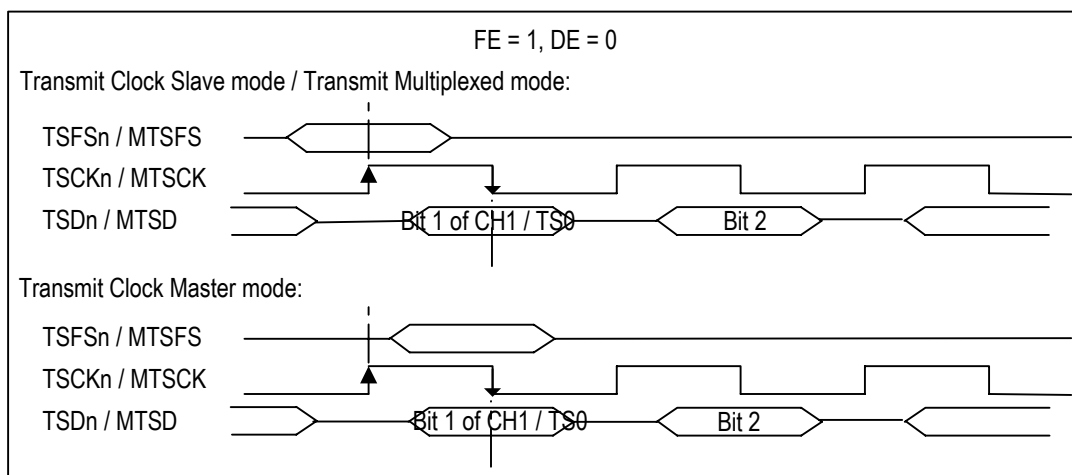 FE = 1, DE = 0
Transmit Clock Slave mode / Transmit Multiplexed mode:
TSFSn / MTSFS
TSCKn / MTSCK
TSDn / MTSD
Bit 1 of CH1 / TS0
Bit 2
Transmit Clock Master mode:
TSFSn / MTSFS
TSCKn / MTSCK
TSDn / MTSD
Bit 1 of CH1 / TS0
Bit 2